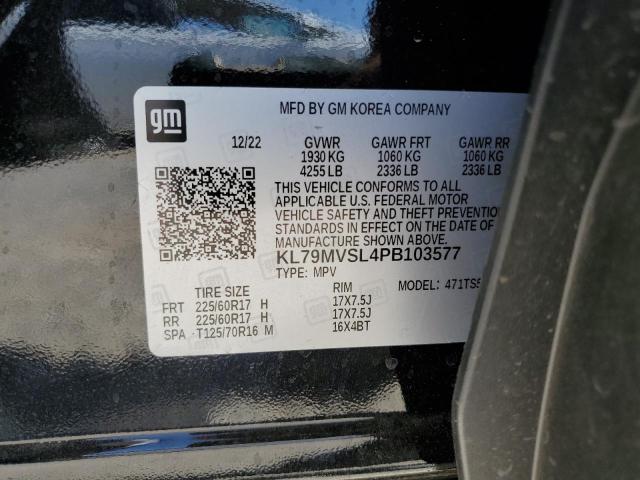 gm
MFD BY GM KOREA COMPANY
12/22 GVWR GAWR FRT GAWR RR
1930 KG 1060 KG 1060 KG
4255 LB 2336 LB 2336 LB
THIS VEHICLE CONFORMS TO ALL
APPLICABLE U.S. FEDERAL MOTOR
VEHICLE SAFETY AND THEFT PREVENTION
STANDARDS IN EFFECT ON THE DATE OF
MANUFACTURE SHOWN ABOVE.
KL79MVSL4PB103577
TYPE: MPV MODEL:
TIRE SIZE RIM
FRT 225/60R17 H 17X7.5J
RR 225/60R17 H 17X7.5J
SPA T125/70R16 M 16X4BT